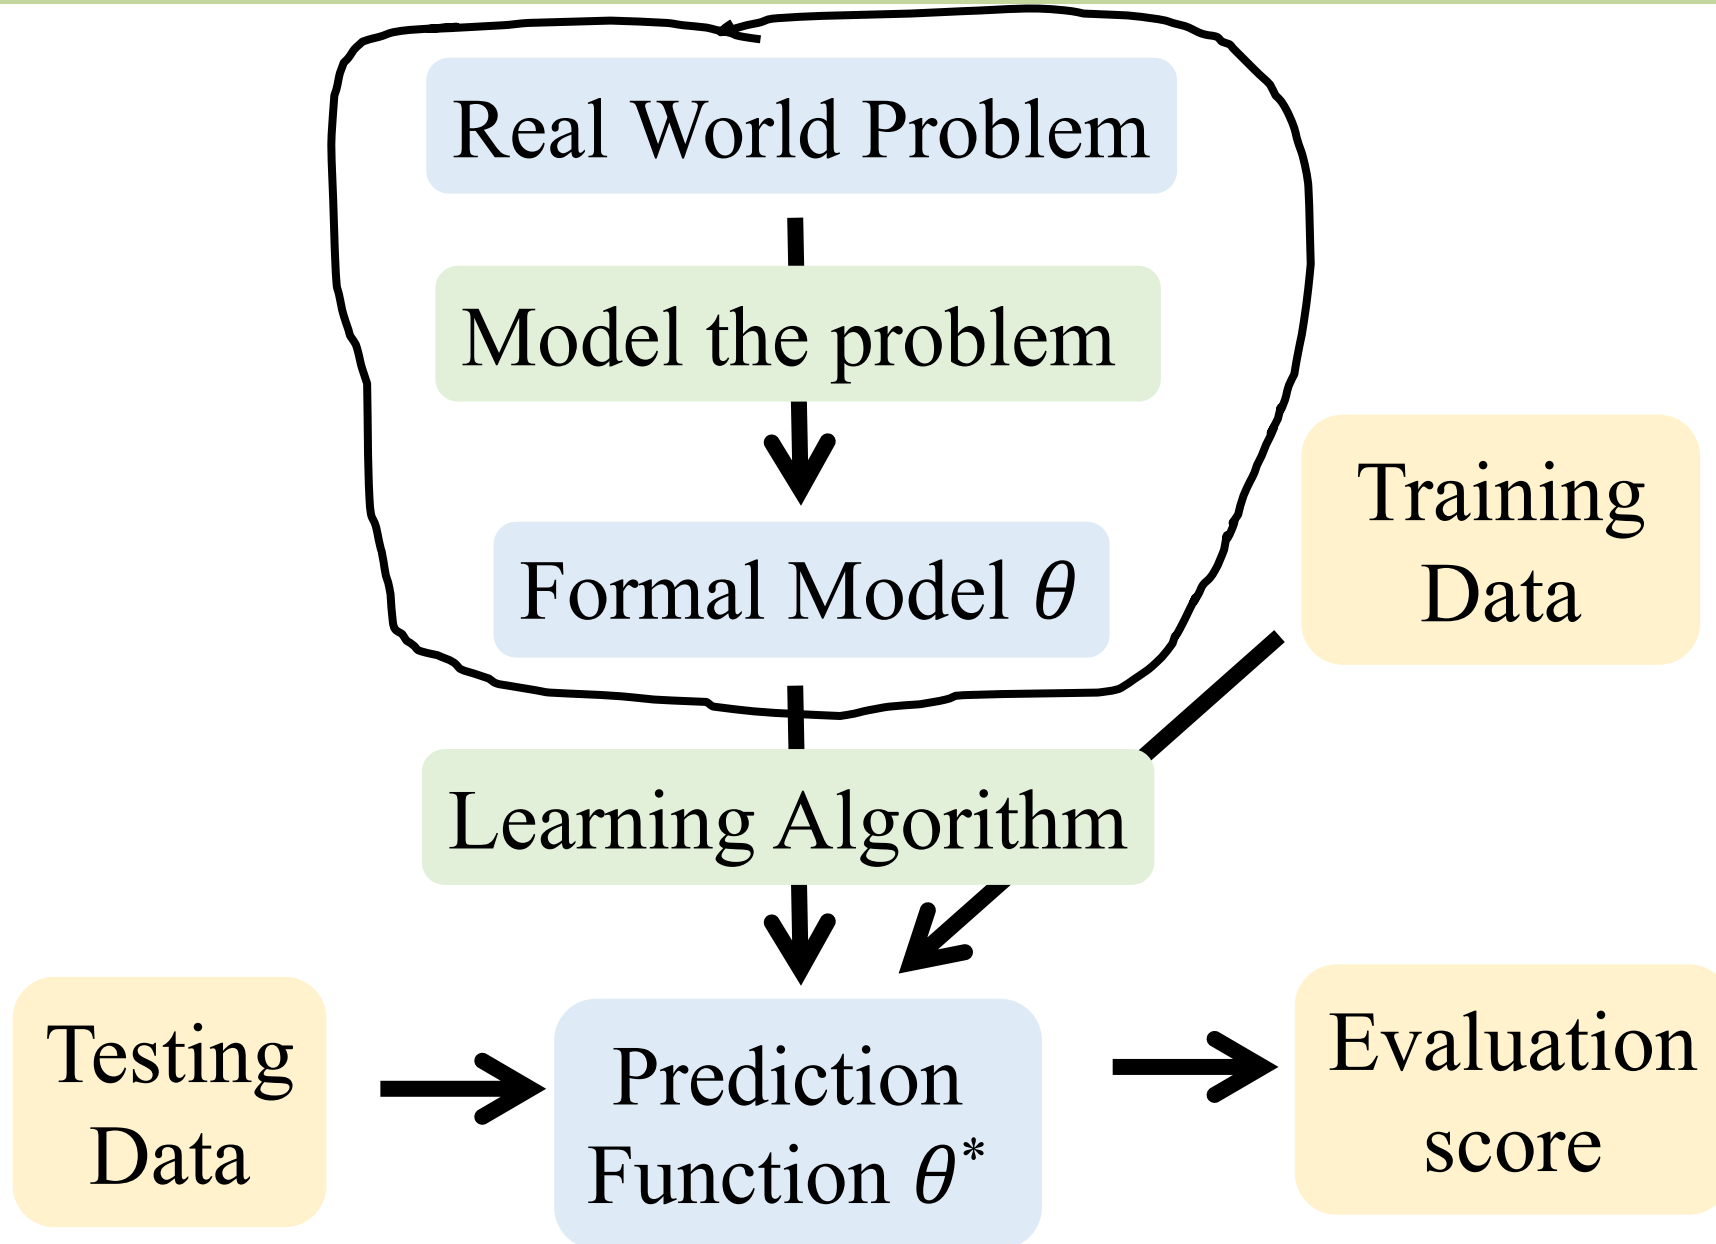 Real World Problem
Model the problem
Formal Model θ
Training
Data
Learning Algorithm
Testing
Data
Prediction
Function θ*
Evaluation
score